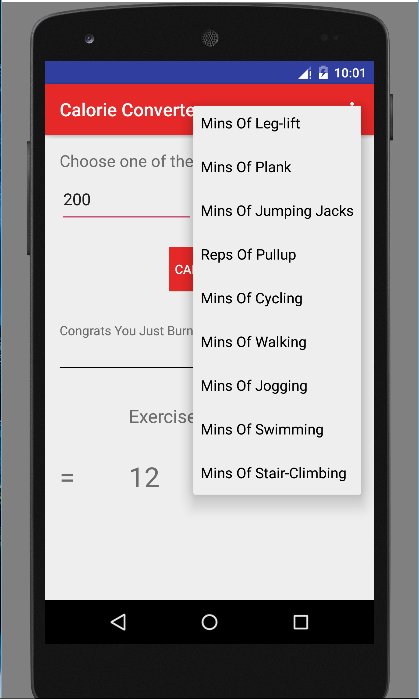 10:01
Calorie Converte
Choose one of the
200
CAL
Congrats You Just Burn
Exercise
= 12
Mins Of Leg-lift
Mins Of Plank
Mins Of Jumping Jacks
Reps Of Pullup
Mins Of Cycling
Mins Of Walking
Mins Of Jogging
Mins Of Swimming
Mins Of Stair-Climbing